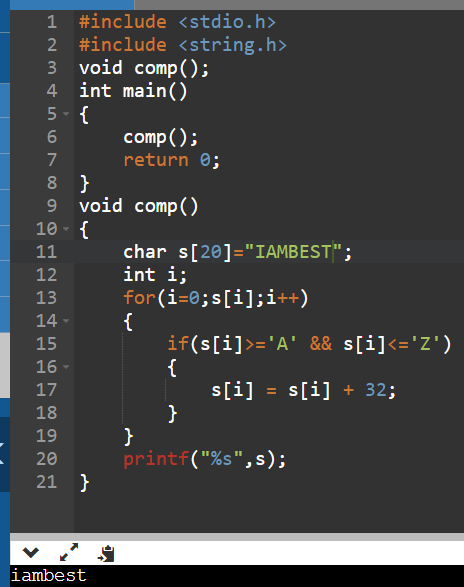 1 #include <stdio.h>
2 #include <string.h>
3 void comp();
4 int main()
5 {
6 comp();
7 return 0;
8 }
9 void comp()
10 {
11 char s[20]="IAMBEST";
12 int i;
13 for(i=0;s[i];i++)
14 {
15 if(s[i]>='A' && s[i]<='Z')
16 {
17 s[i] = s[i] + 32;
18 }
19 }
20 printf("%s",s);
21 }
iambest